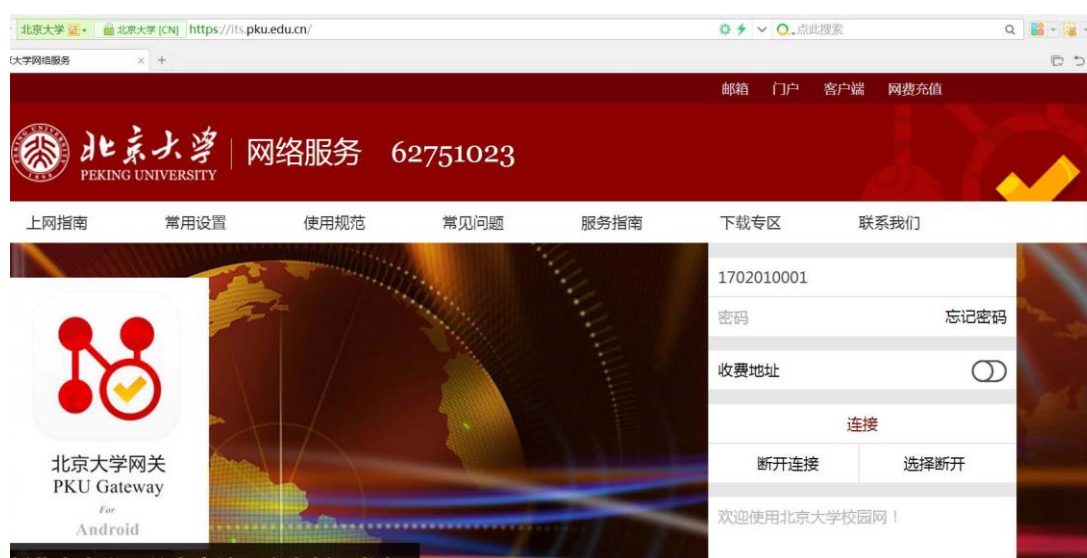 北京大学 证 北京大学 [CN] https://its.pku.edu.cn/ 点此搜索
大学网络服务 × +
邮箱 门户 客户端 网费充值
北京大学 网络服务 62751023
PEKING UNIVERSITY
1898
上网指南 常用设置 使用规范 常见问题 服务指南 下载专区 联系我们
1702010001
密码 忘记密码
收费地址
连接
断开连接 选择断开
欢迎使用北京大学校园网！
北京大学网关
PKU Gateway
For
Android